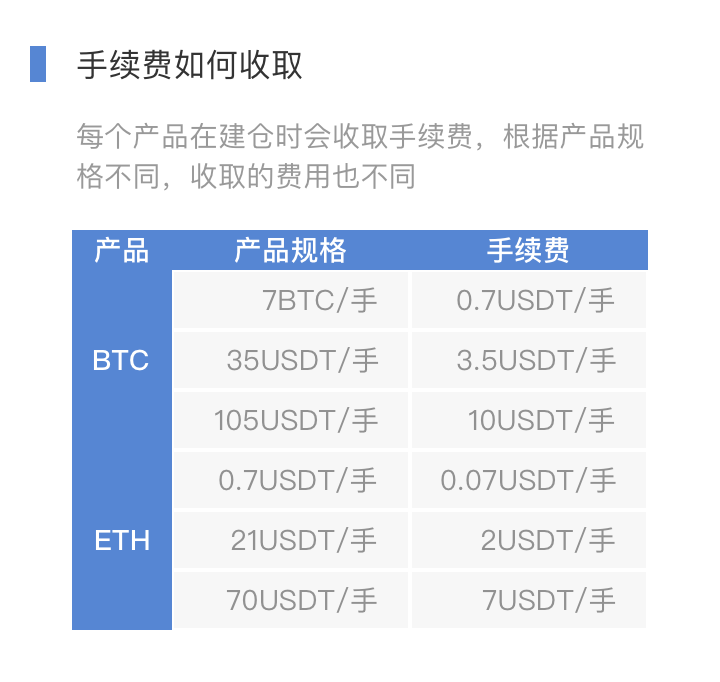 手续费如何收取
每个产品在建仓时会收取手续费，根据产品规
格不同，收取的费用也不同
产品 产品规格 手续费
BTC
7BTC/手 0.7USDT/手
35USDT/手 3.5USDT/手
105USDT/手 10USDT/手
ETH
0.7USDT/手 0.07USDT/手
21USDT/手 2USDT/手
70USDT/手 7USDT/手